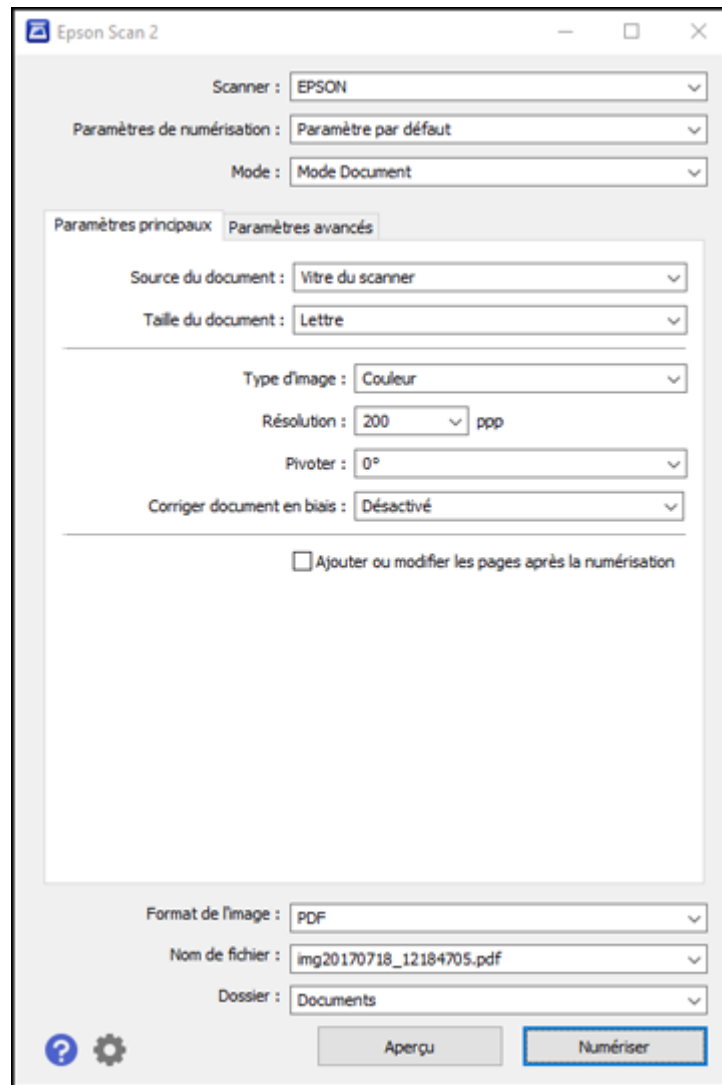 Epson Scan 2
Scanner : EPSON
Paramètres de numérisation : Paramètre par défaut
Mode : Mode Document
Paramètres principaux Paramètres avancés
Source du document : Vitre du scanner
Taille du document : Lettre
Type d'image : Couleur
Résolution : 200 ppp
Pivoter : 0°
Corriger document en biais : Désactivé
Ajouter ou modifier les pages après la numérisation
Format de l'image : PDF
Nom de fichier : img20170718_12184705.pdf
Dossier : Documents
? Aperçu Numériser